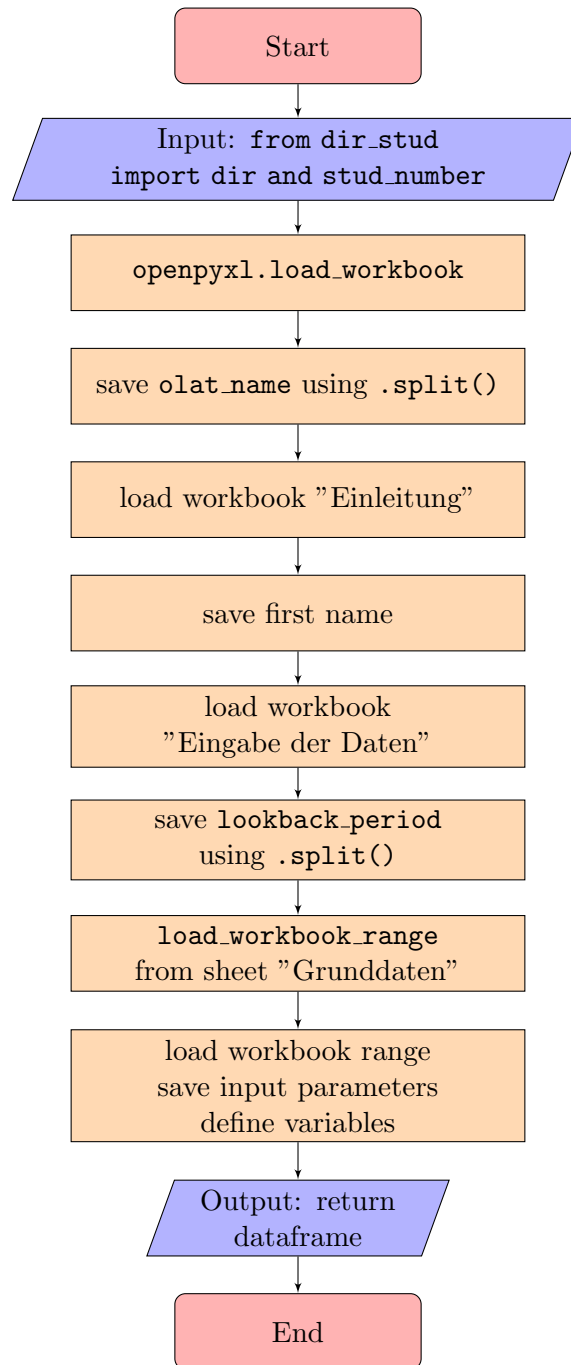 Start
Input: from dir_stud
import dir and stud_number
openpyxl.load_workbook
save olat_name using .split()
load workbook ”Einleitung”
save first name
load workbook
”Eingabe der Daten”
save lookback_period
using .split()
load_workbook_range
from sheet ”Grunddaten”
load workbook range
save input parameters
define variables
Output: return
dataframe
End